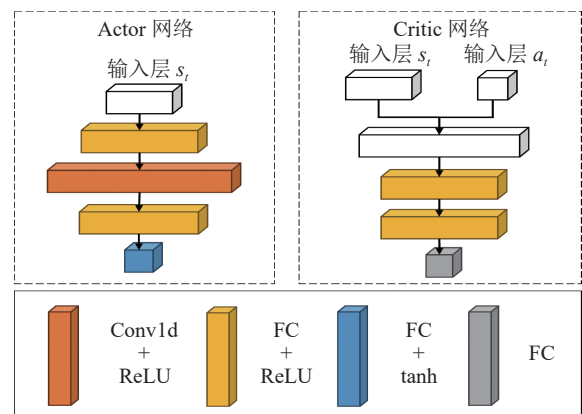 Actor 网络
输入层 s_t
Critic 网络
输入层 s_t
输入层 a_t
Conv1d
+
ReLU
FC
+
ReLU
FC
+
tanh
FC